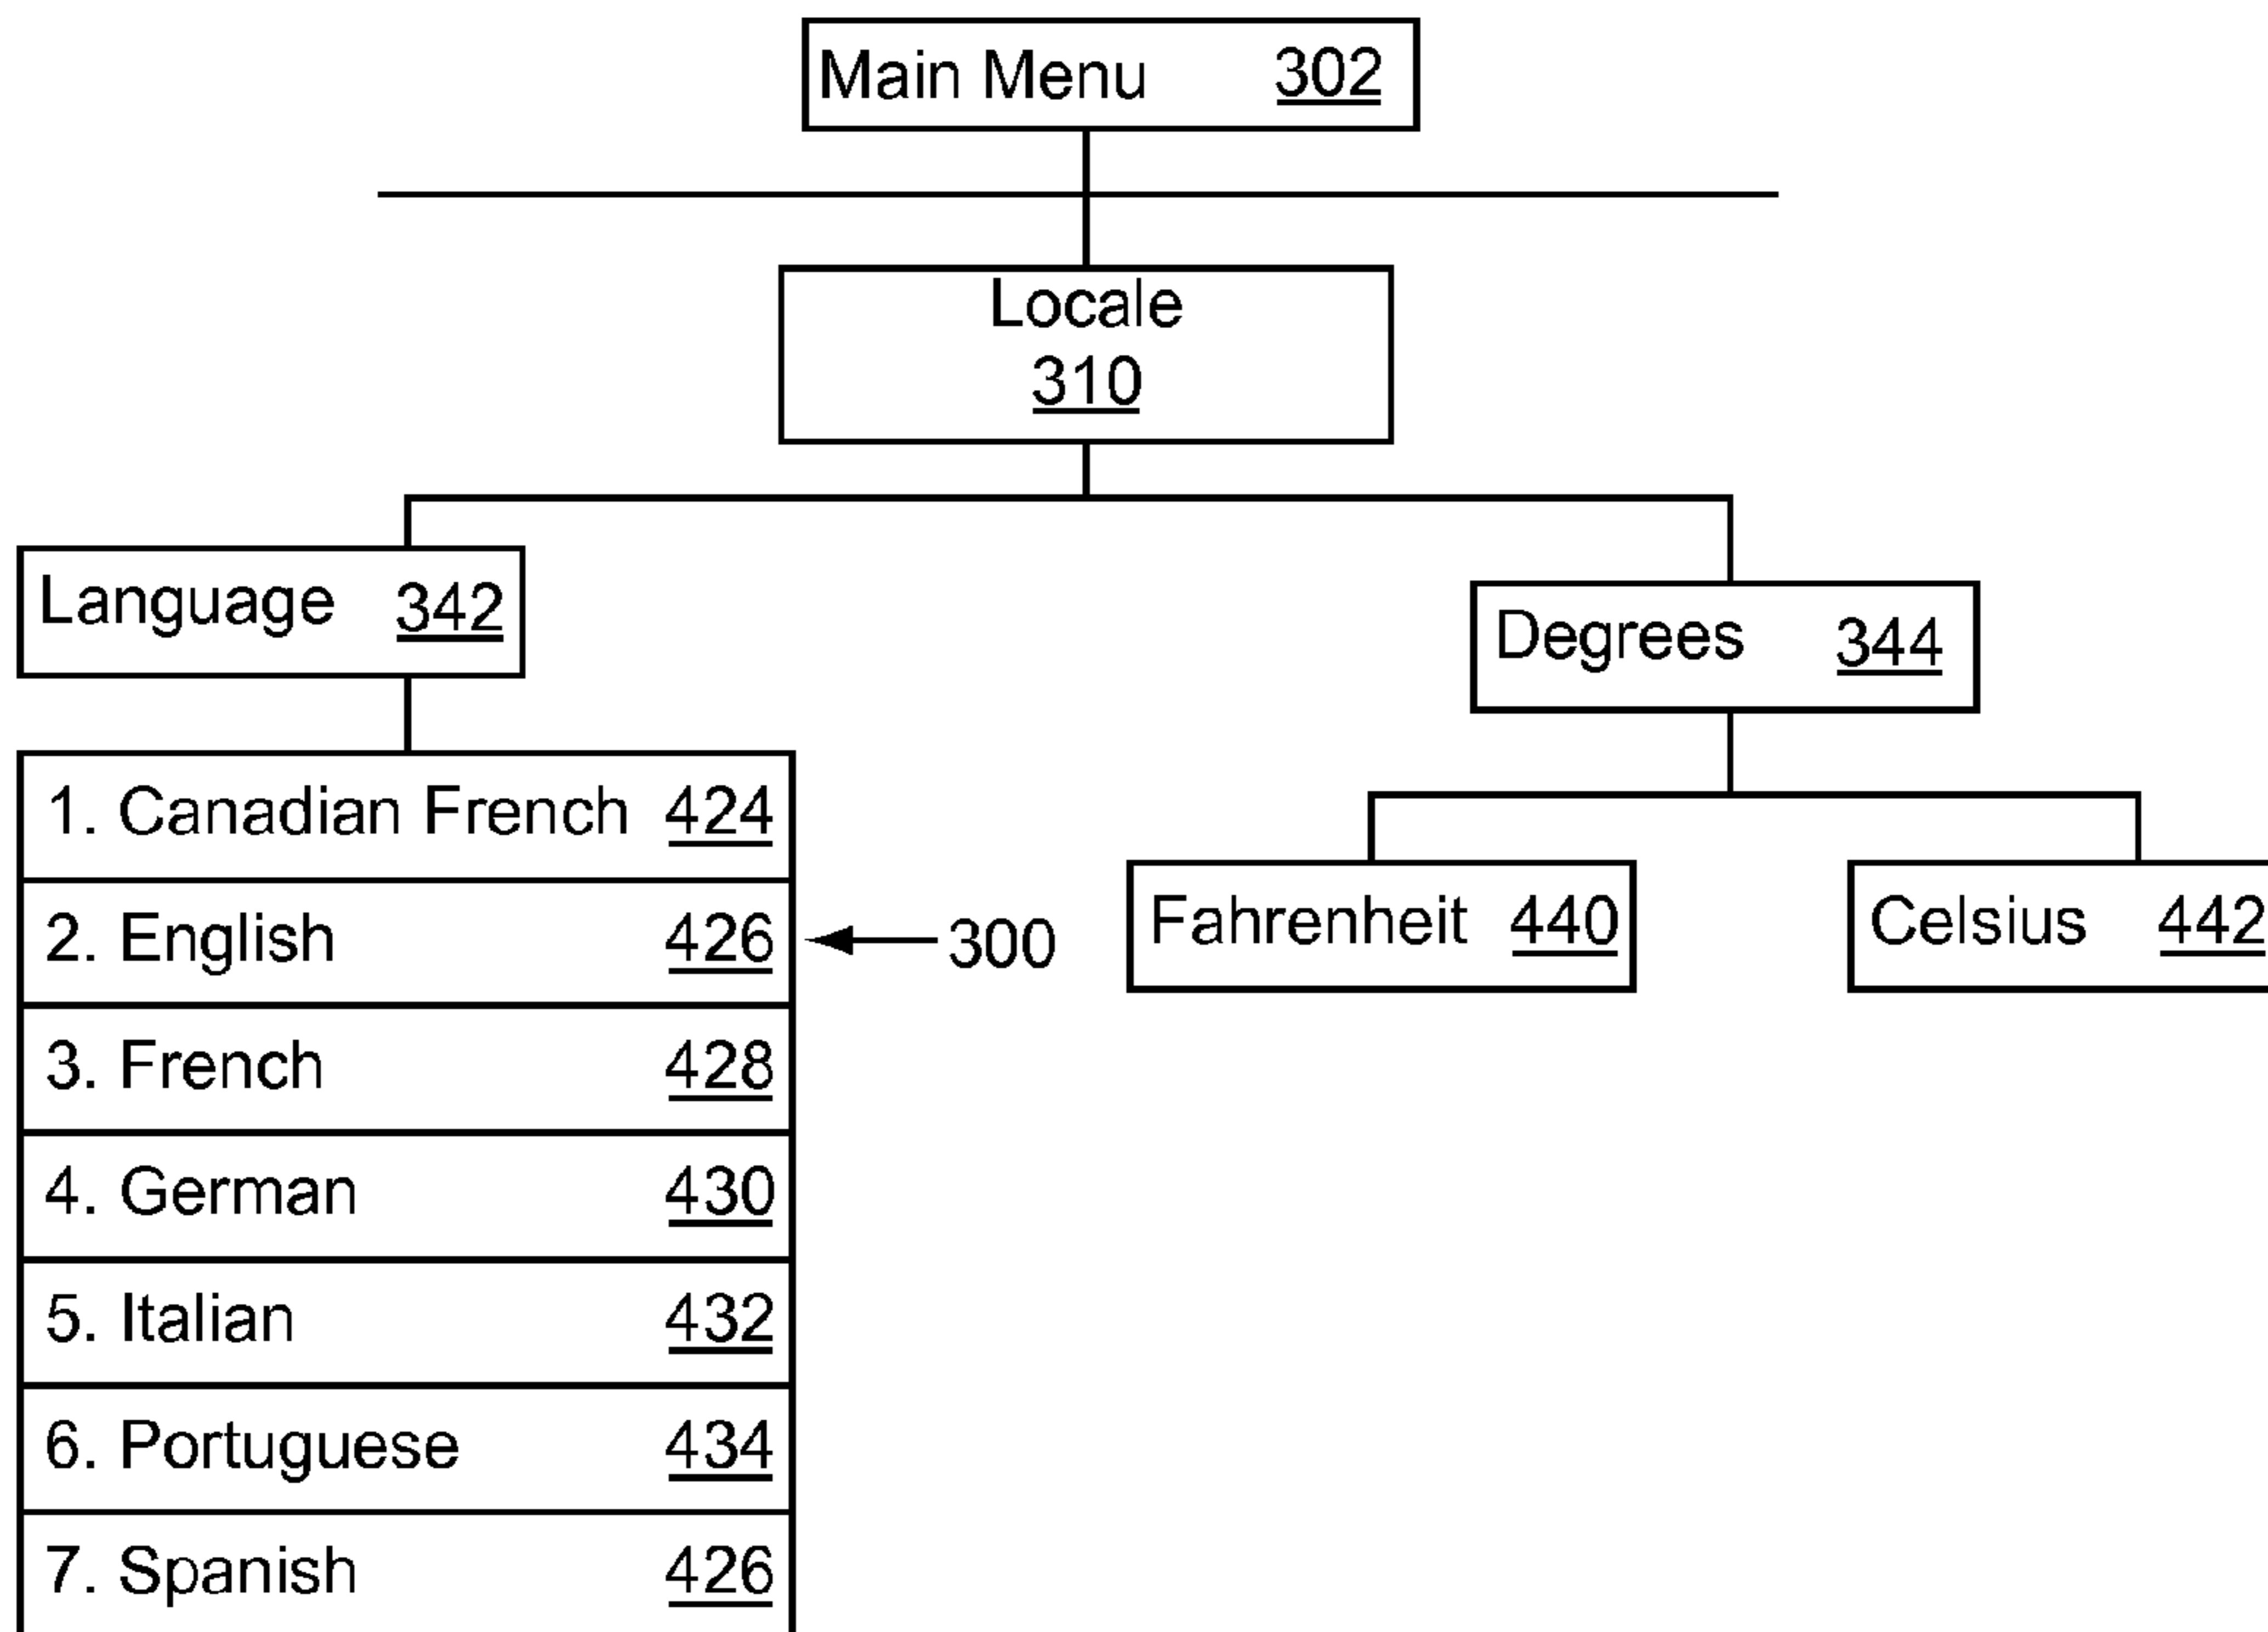 Main Menu 302
Locale
310
Language 342
Degrees 344
1. Canadian French 424
2. English 426
300
3. French 428
4. German 430
5. Italian 432
6. Portuguese 434
7. Spanish 426
Fahrenheit 440
Celsius 442